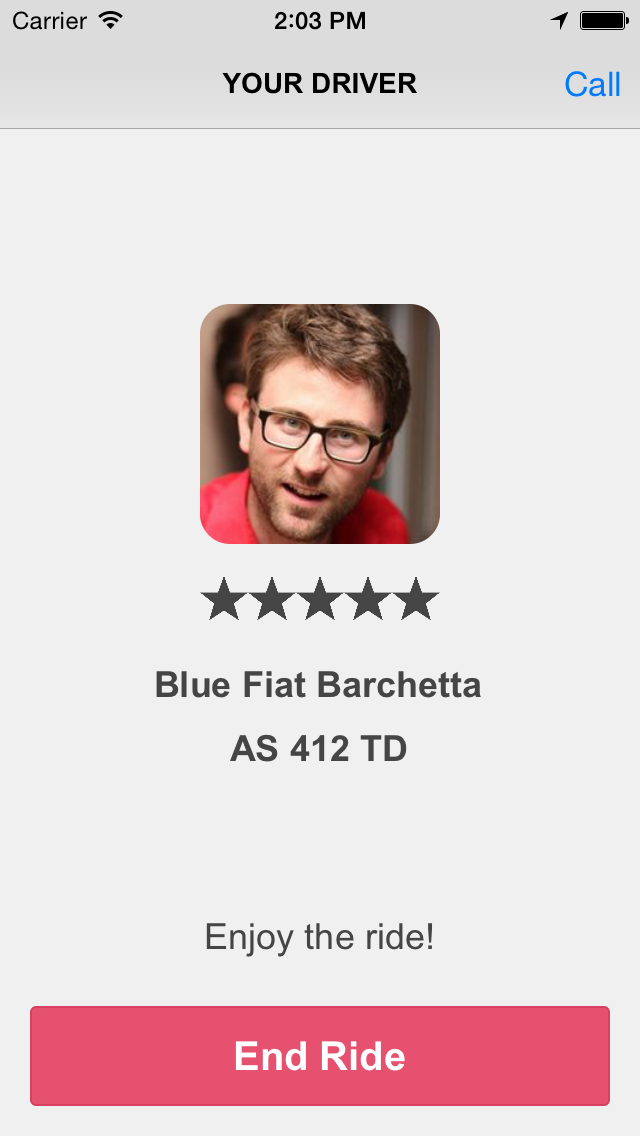 Carrier 2:03 PM
YOUR DRIVER Call
Blue Fiat Barchetta
AS 412 TD
Enjoy the ride!
End Ride